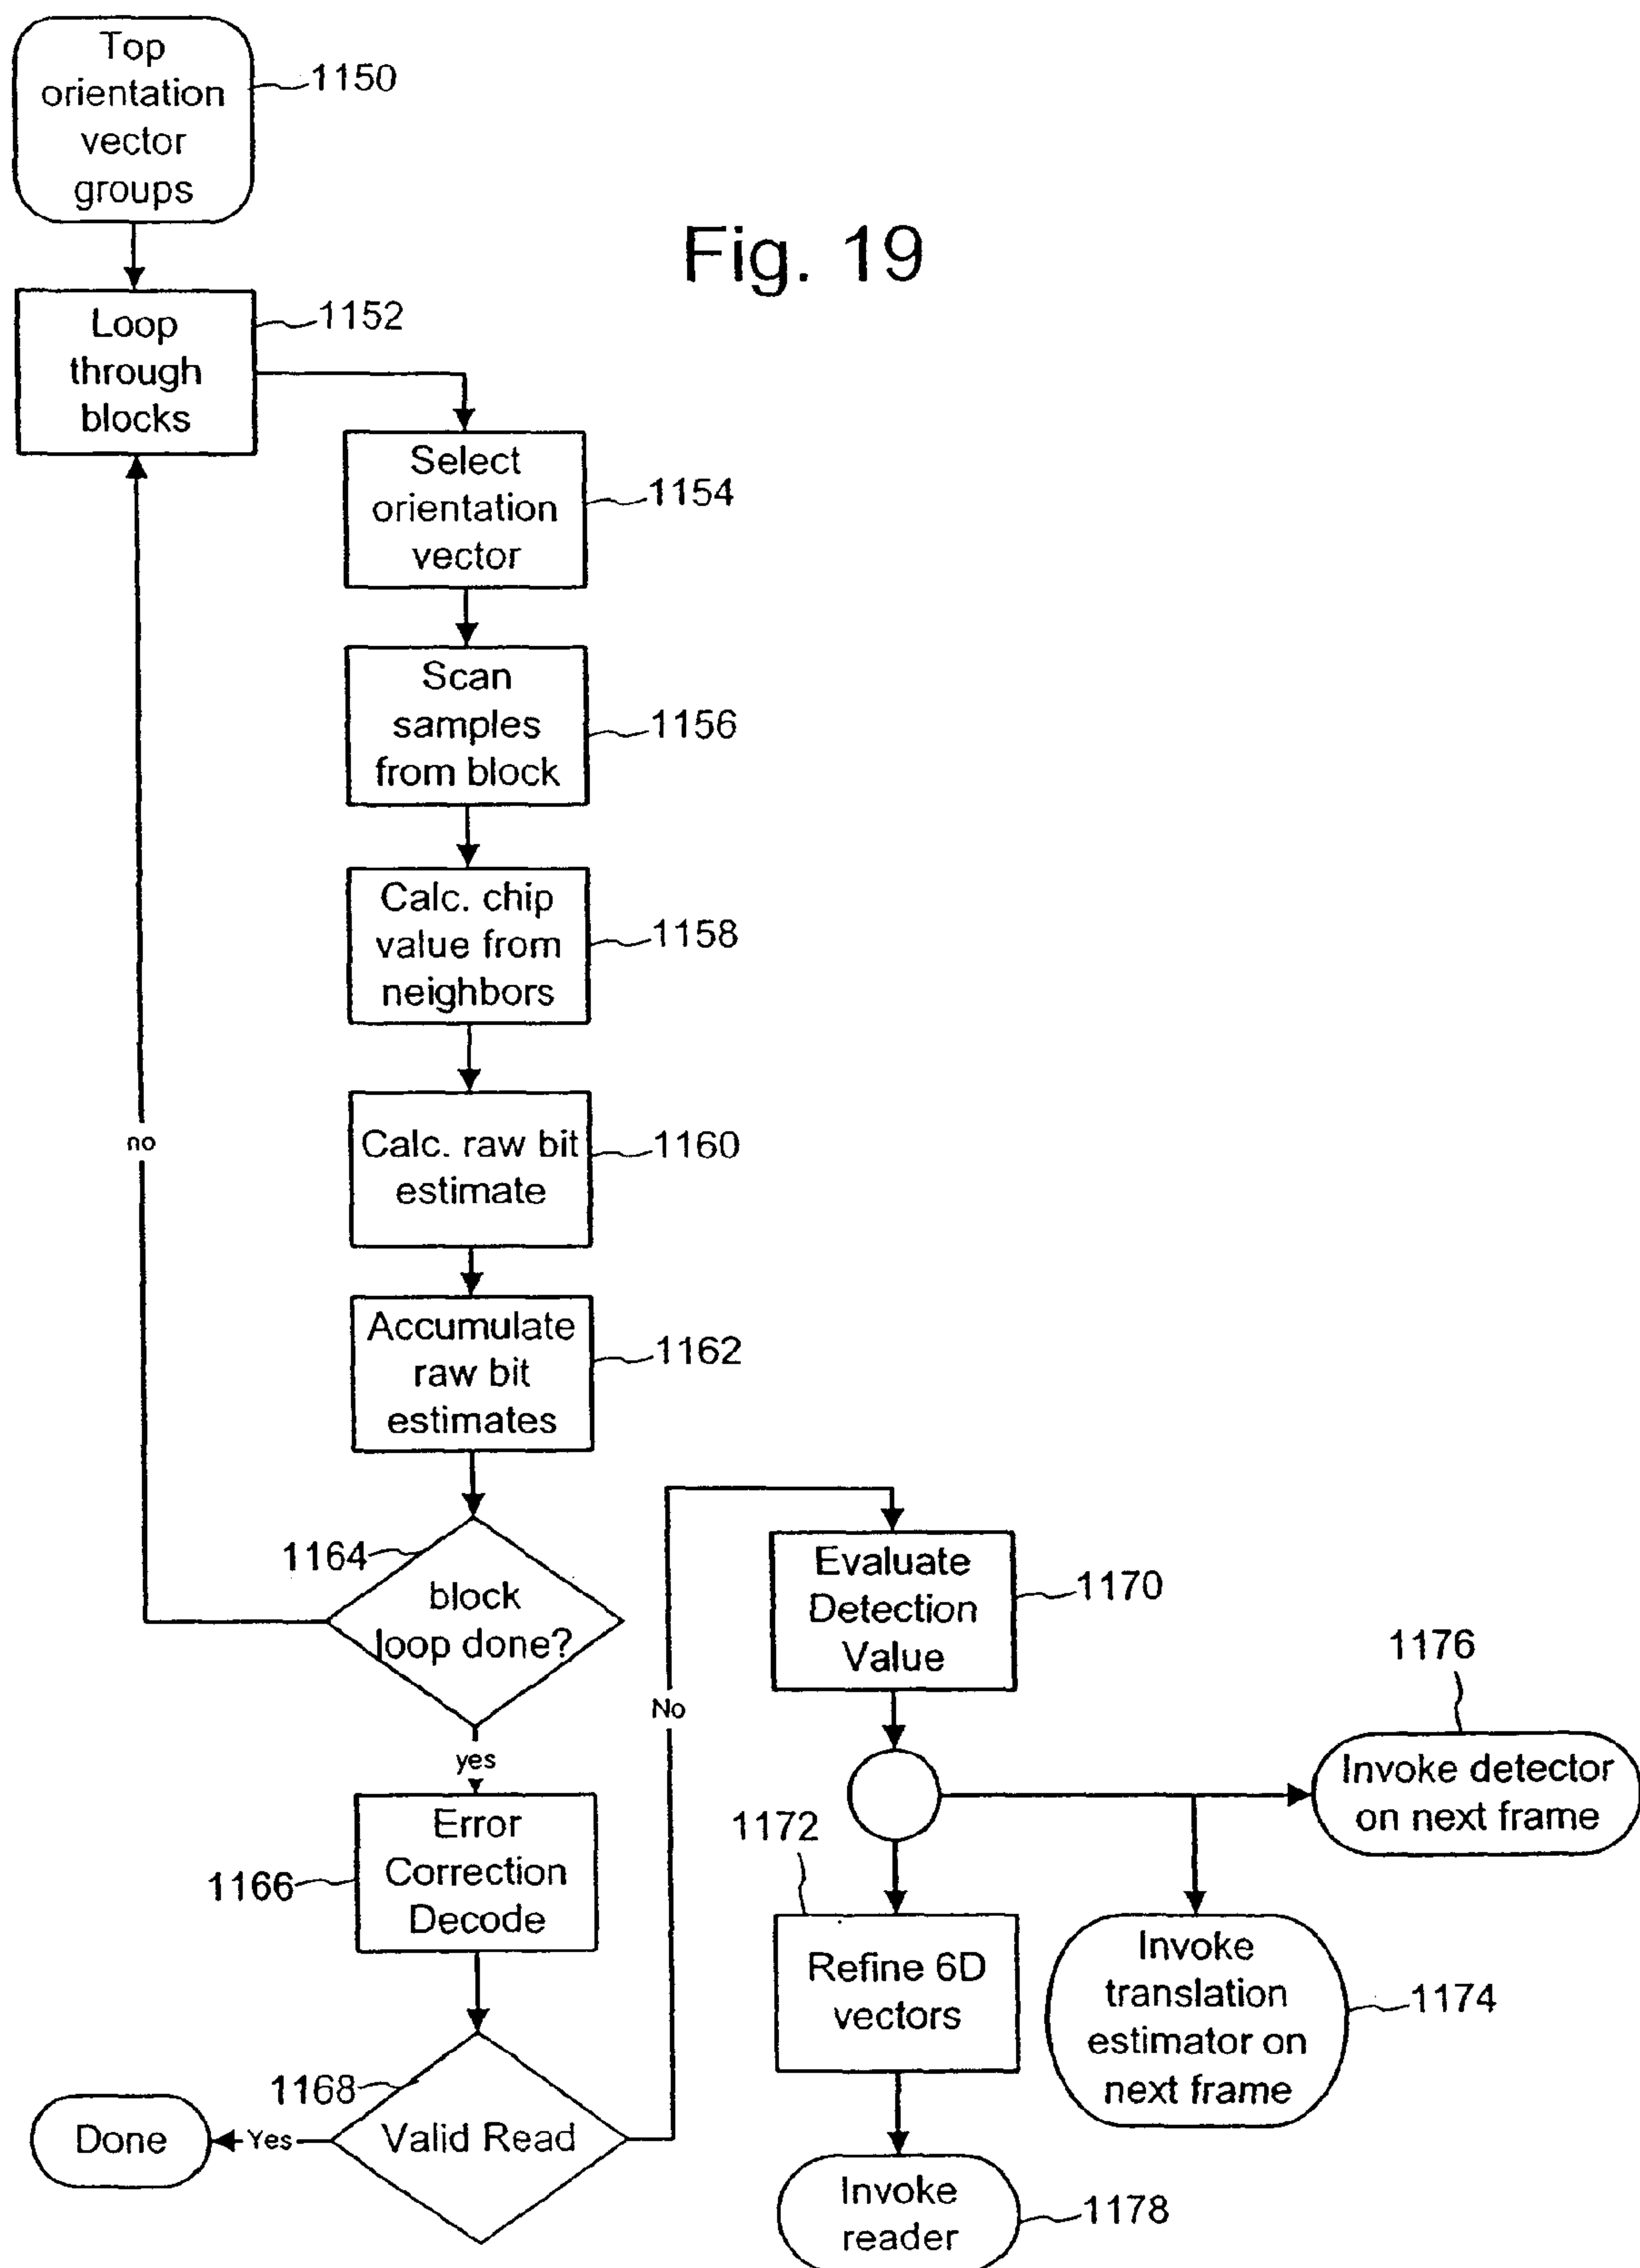 Top
orientation
vector
groups
1150
Fig. 19
Loop
through
blocks
1152
Select
orientation
vector
1154
Scan
samples
from block
1156
Calc. chip
value from
neighbors
1158
no
Calc. raw bit
estimate
1160
Accumulate
raw bit
estimates
1162
1164
block
loop done?
yes
Error
Correction
Decode
1166
1168
Valid Read
Yes
Done
No
Evaluate
Detection
Value
1170
1176
Invoke detector
on next frame
1172
Refine 6D
vectors
Invoke
translation
estimator on
next frame
1174
Invoke
reader
1178